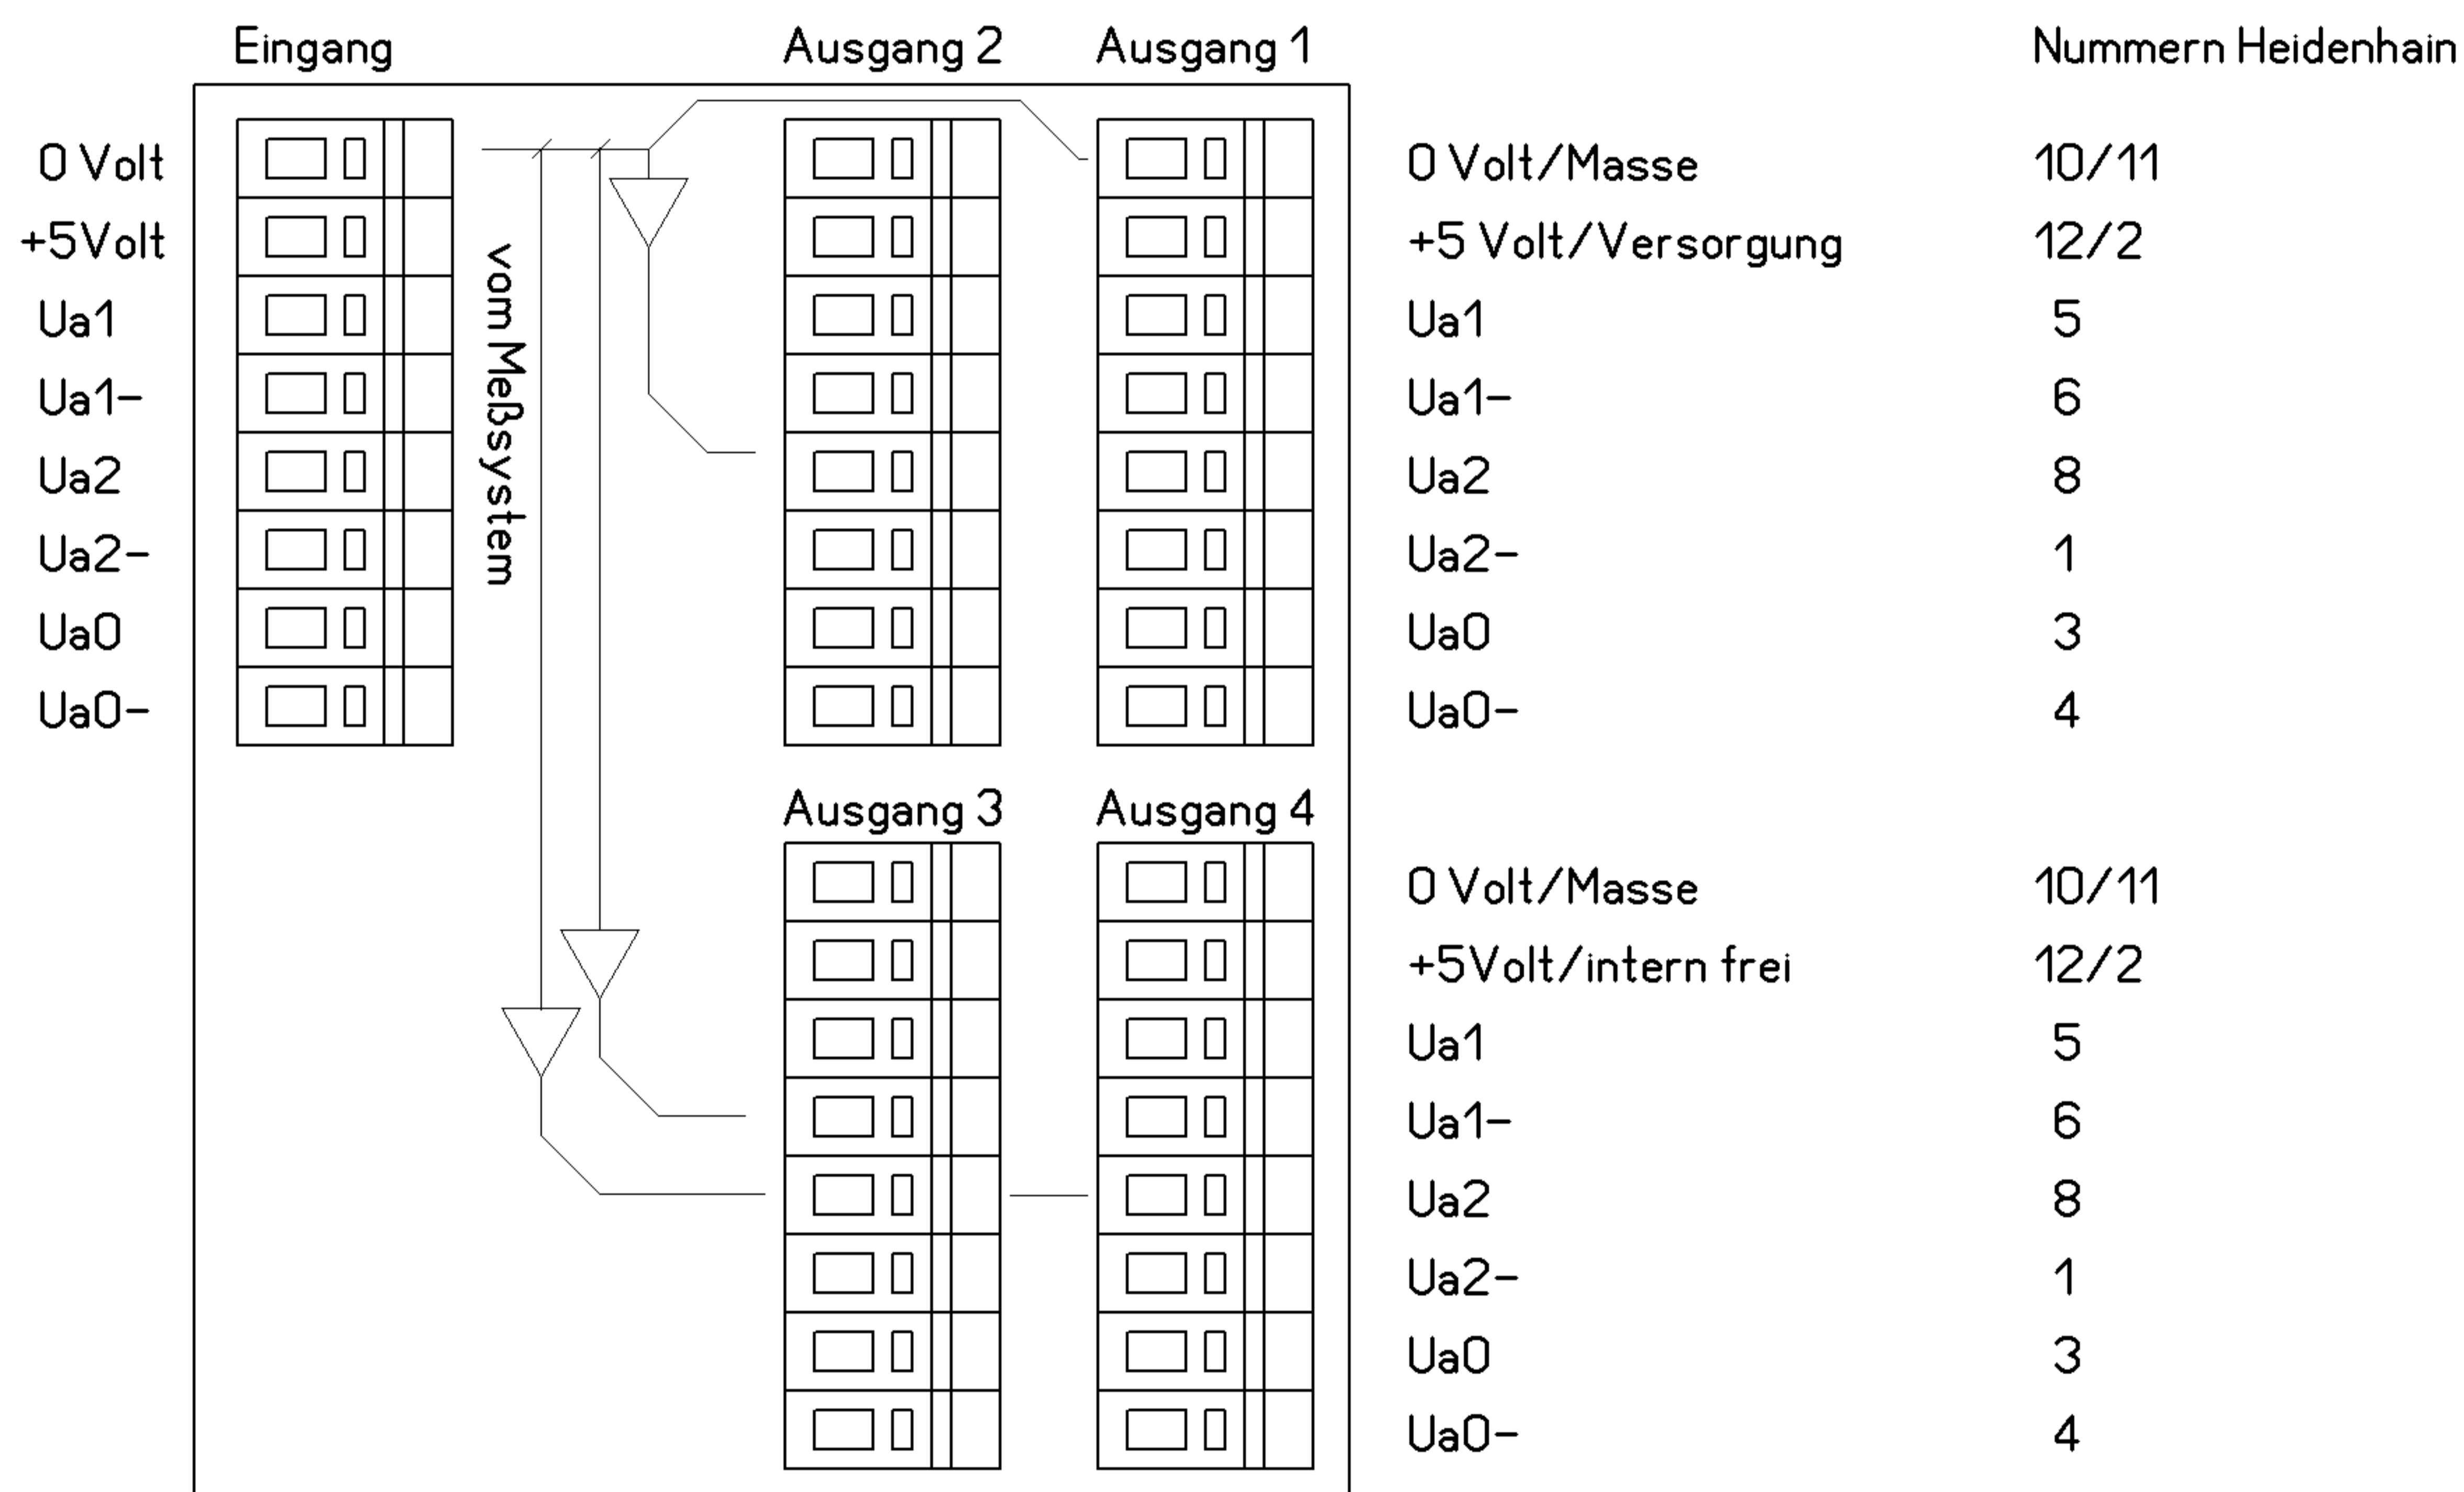 Eingang Ausgang 2 Ausgang 1 Nummern Heidenhain
0 Volt 0 Volt/Masse 10/11
+5Volt +5 Volt/Versorgung 12/2
vom Meßsystem
Ua1 Ua1 5
Ua1- Ua1- 6
Ua2 Ua2 8
Ua2- Ua2- 1
Ua0 Ua0 3
Ua0- Ua0- 4
Ausgang 3 Ausgang 4
0 Volt/Masse 10/11
+5Volt/intern frei 12/2
Ua1 5
Ua1- 6
Ua2 8
Ua2- 1
Ua0 3
Ua0- 4